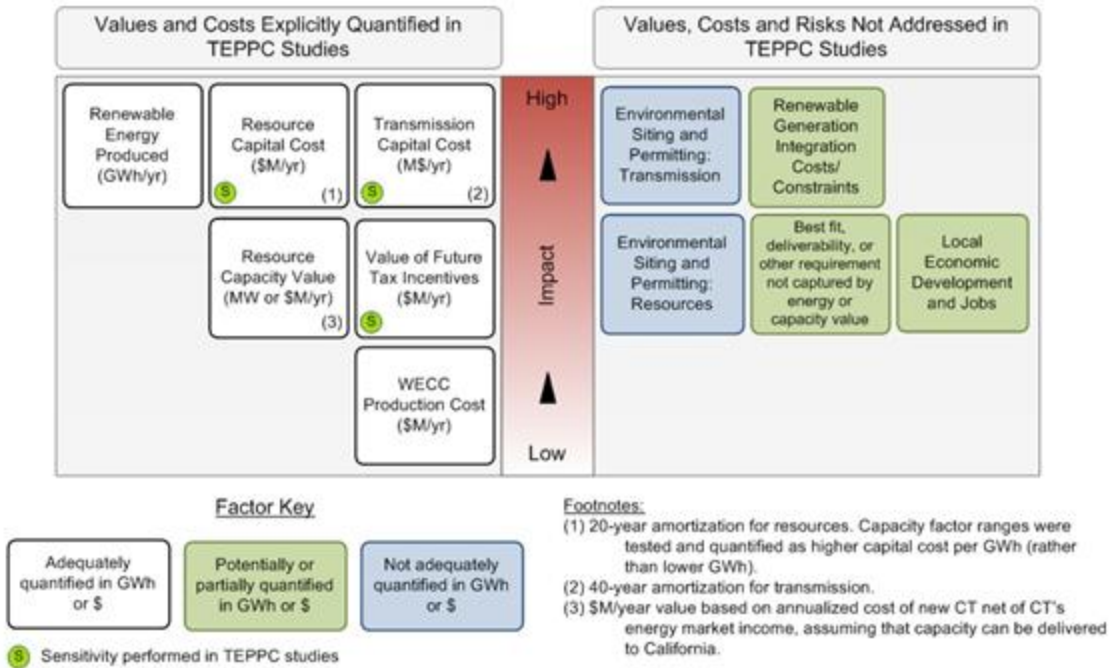 Values and Costs Explicitly Quantified in
TEPPC Studies
Values, Costs and Risks Not Addressed in
TEPPC Studies
Renewable
Energy
Produced
(GWh/yr)
Resource
Capital Cost
($M/yr)
S
(1)
Transmission
Capital Cost
(M$/yr)
S
(2)
High
Environmental
Siting and
Permitting:
Transmission
Renewable
Generation
Integration
Costs/
Constraints
Resource
Capacity Value
(MW or $M/yr)
(3)
Value of Future
Tax Incentives
($M/yr)
S
Impact
Environmental
Siting and
Permitting:
Resources
Best fit,
deliverability, or
other requirement
not captured by
energy or
capacity value
Local
Economic
Development
and Jobs
WECC
Production Cost
($M/yr)
Low
Factor Key
Adequately
quantified in GWh
or $
Potentially or
partially quantified
in GWh or $
Not adequately
quantified in GWh
or $
S Sensitivity performed in TEPPC studies
Footnotes:
(1) 20-year amortization for resources. Capacity factor ranges were
tested and quantified as higher capital cost per GWh (rather
than lower GWh).
(2) 40-year amortization for transmission.
(3) $M/year value based on annualized cost of new CT net of CT's
energy market income, assuming that capacity can be delivered
to California.